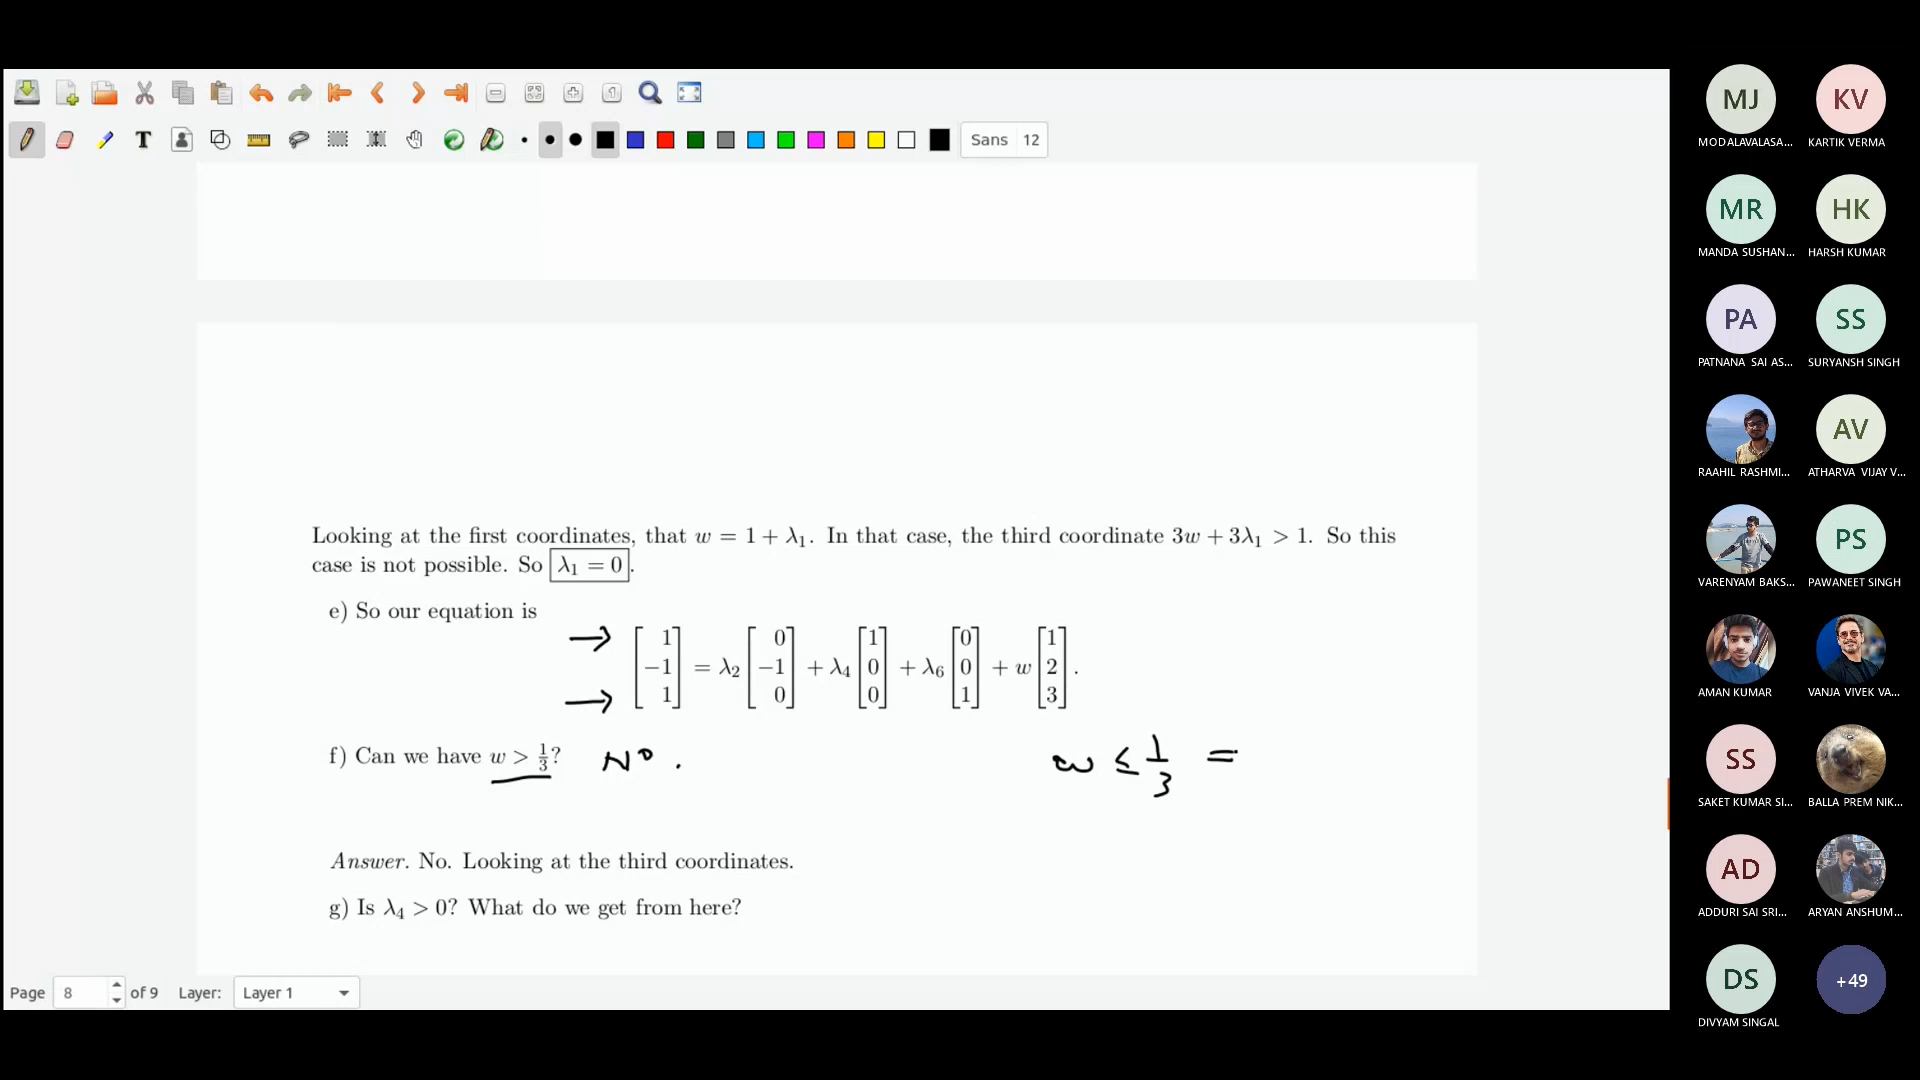 Sans 12
Looking at the first coordinates, that w = 1 + λ₁. In that case, the third coordinate 3w + 3λ₁ > 1. So this
case is not possible. So λ₁ = 0.
e) So our equation is
→ [1 −1 1] = λ₂ [0 −1 0] + λ₄ [1 0 0] + λ₆ [0 0 1] + w [1 2 3].
→
f) Can we have w > 1/3? No. w ≤ 1/3 =
Answer. No. Looking at the third coordinates.
g) Is λ₄ > 0? What do we get from here?
Page 8 of 9 Layer: Layer 1
MJ KV
MODALAVALASA... KARTIK VERMA
MR HK
MANDA SUSHAN... HARSH KUMAR
PA SS
PATNANA SAI AS... SURYANSH SINGH
AV
RAAHIL RASHMI... ATHARVA VIJAY V...
PS
VARENYAM BAKS... PAWANEET SINGH
AMAN KUMAR VANJA VIVEK VA...
SS
SAKET KUMAR SI... BALLA PREM NIK...
AD
ADDURI SAI SRI... ARYAN ANSHUM...
DS +49
DIVYAM SINGAL